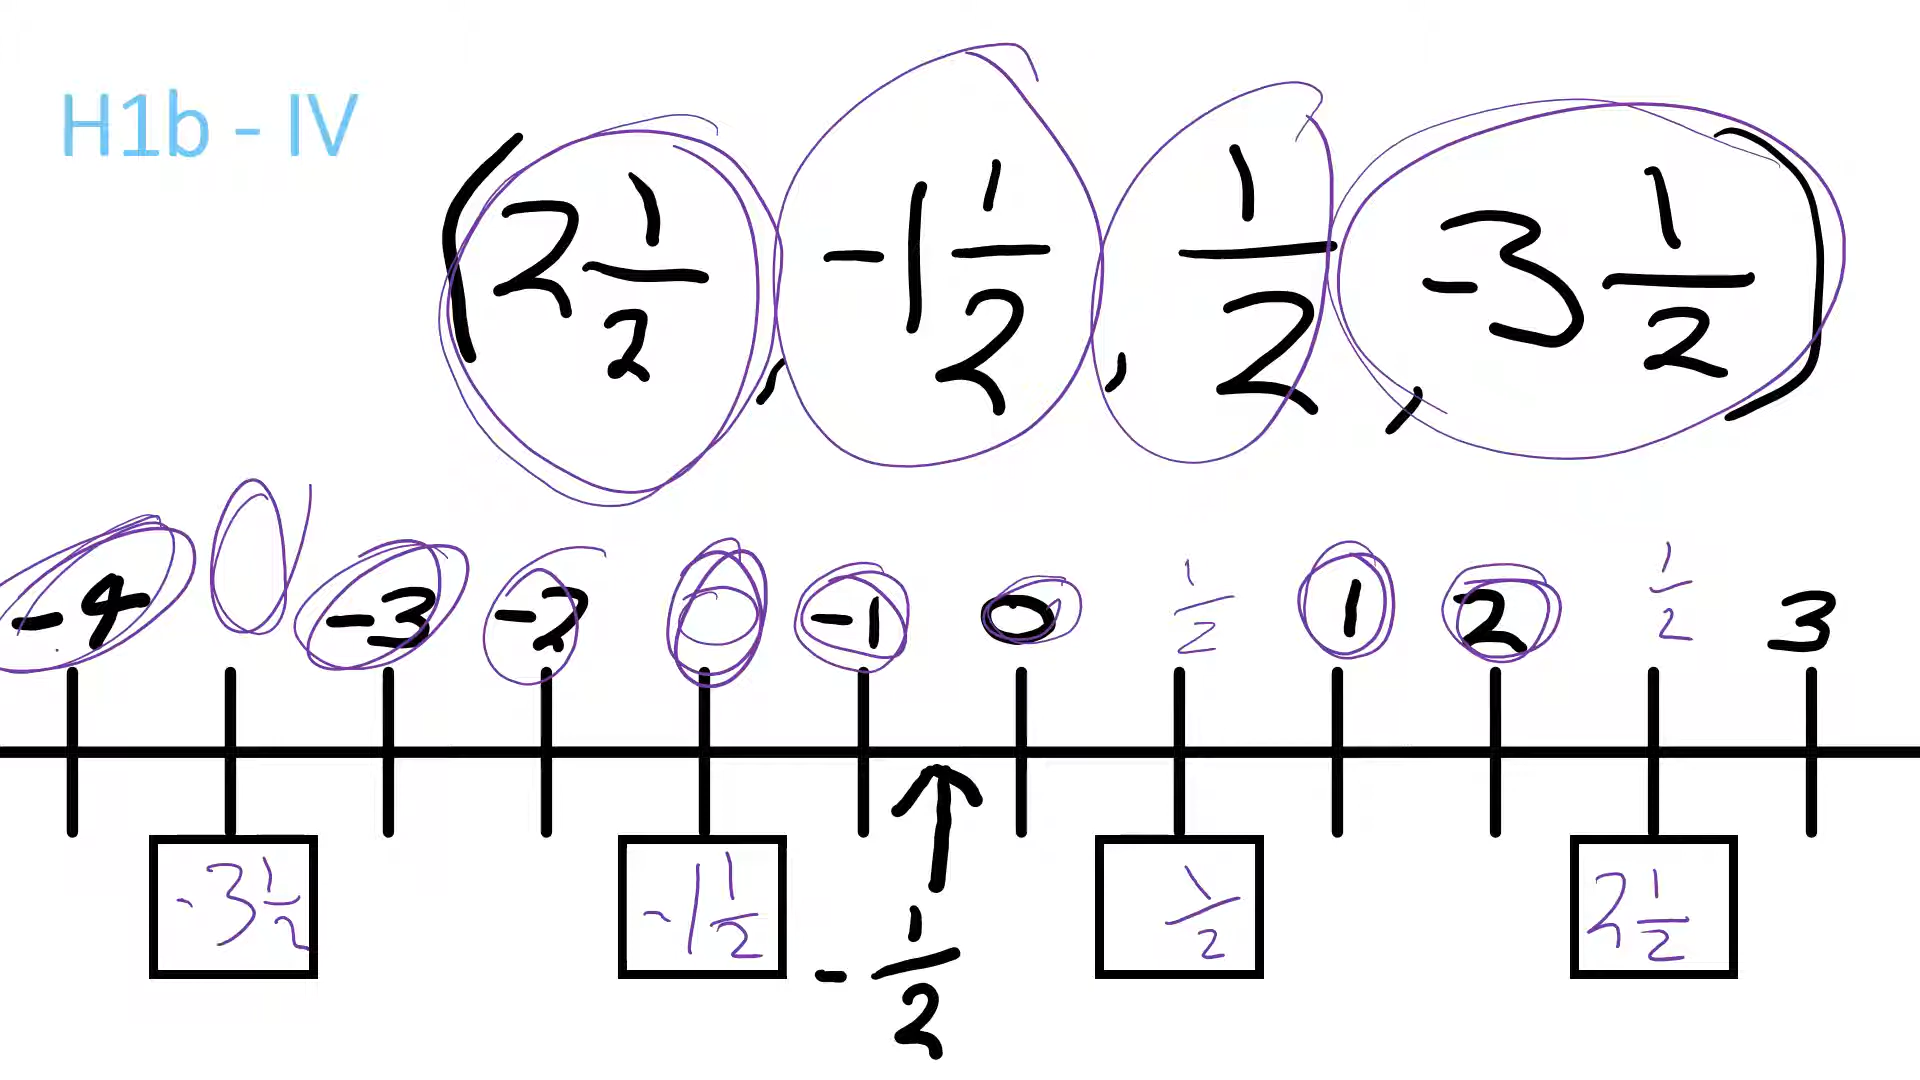 H1b - IV
(2 1/2, -1 1/2, 1/2, -3 1/2)
-4 -3 -2 -1 0 1/2 1 2 1/2 3
-3 1/2 -1 1/2 1/2 2 1/2
- 1/2